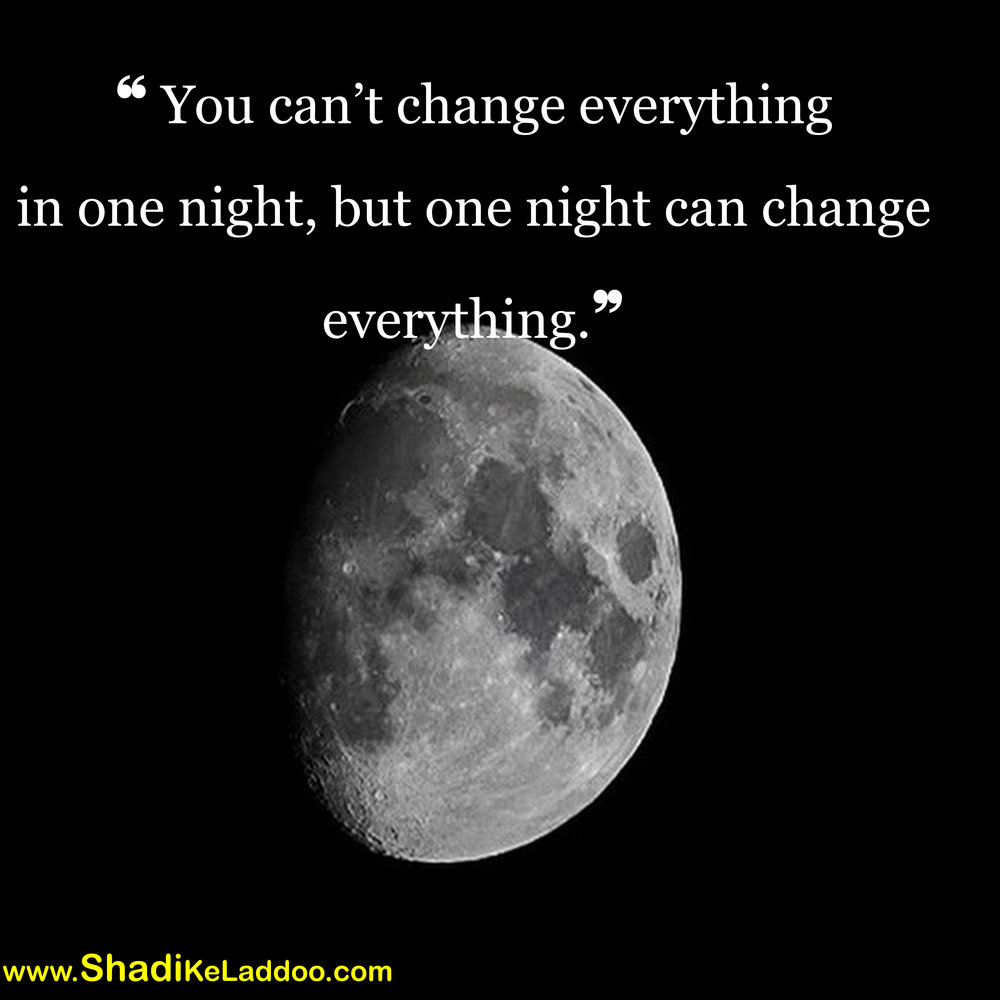 ❝ You can’t change everything
in one night, but one night can change
everything.❞
www.ShadiKeLaddoo.com